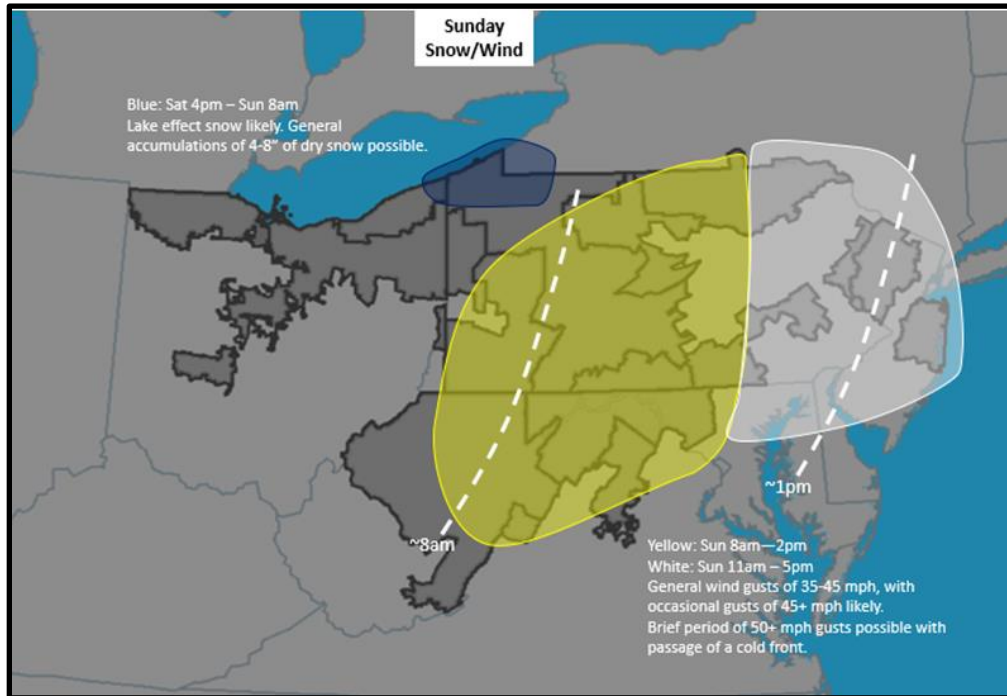 Sunday
Snow/Wind
Blue: Sat 4pm – Sun 8am
Lake effect snow likely. General
accumulations of 4-8” of dry snow possible.
~8am
~1pm
Yellow: Sun 8am—2pm
White: Sun 11am – 5pm
General wind gusts of 35-45 mph, with
occasional gusts of 45+ mph likely.
Brief period of 50+ mph gusts possible with
passage of a cold front.